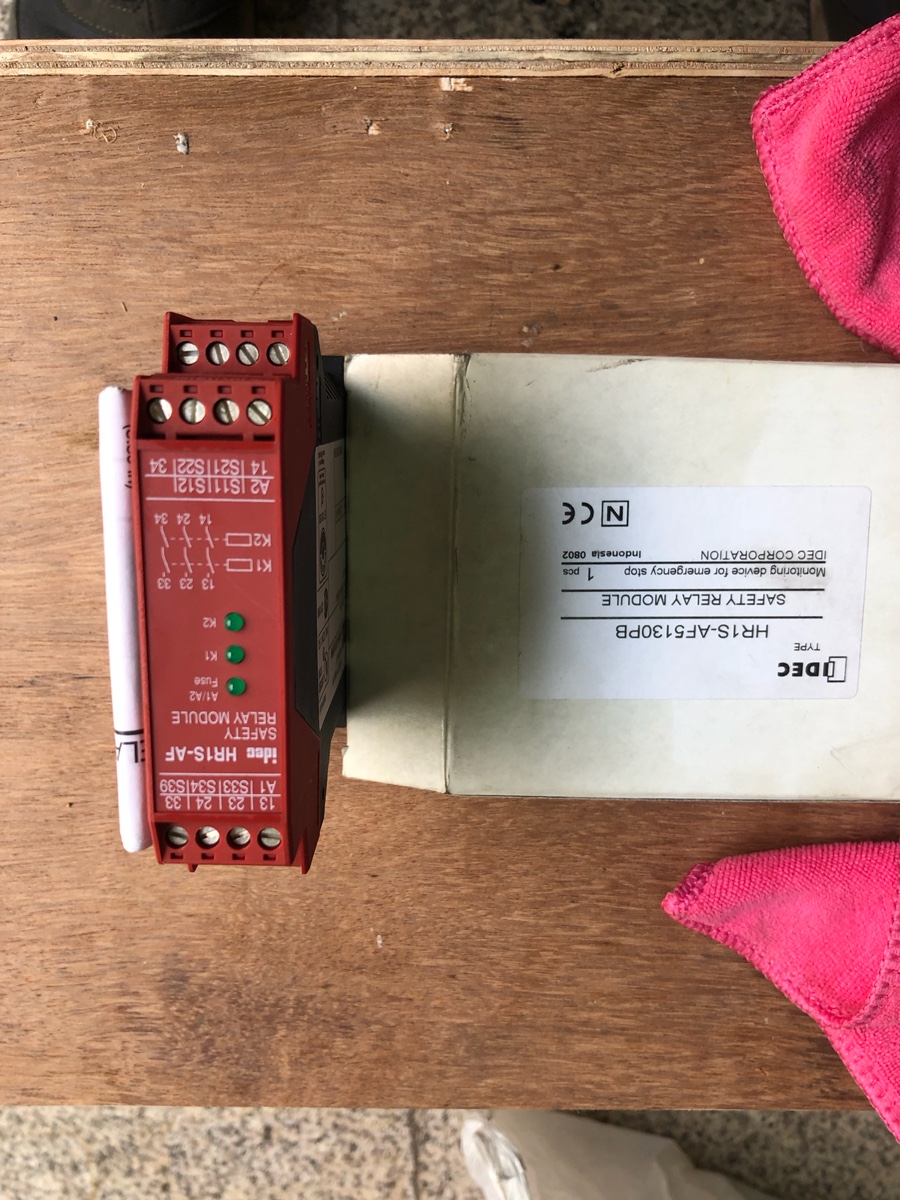 IDEC
TYPE
HR1S-AF5130PB
SAFETY RELAY MODULE
Monitoring device for emergency stop 1 pcs
IDEC CORPORATION Indonesia 0802
N CE
13 | 23 | 24 | 33
A1 |S33|S34|S39
idec HR1S-AF
SAFETY
RELAY MODULE
A1/A2
Fuse
K1
K2
13 23 33
K1
K2
14 24 34
A2 |S11|S12|
14 |S21|S22| 34